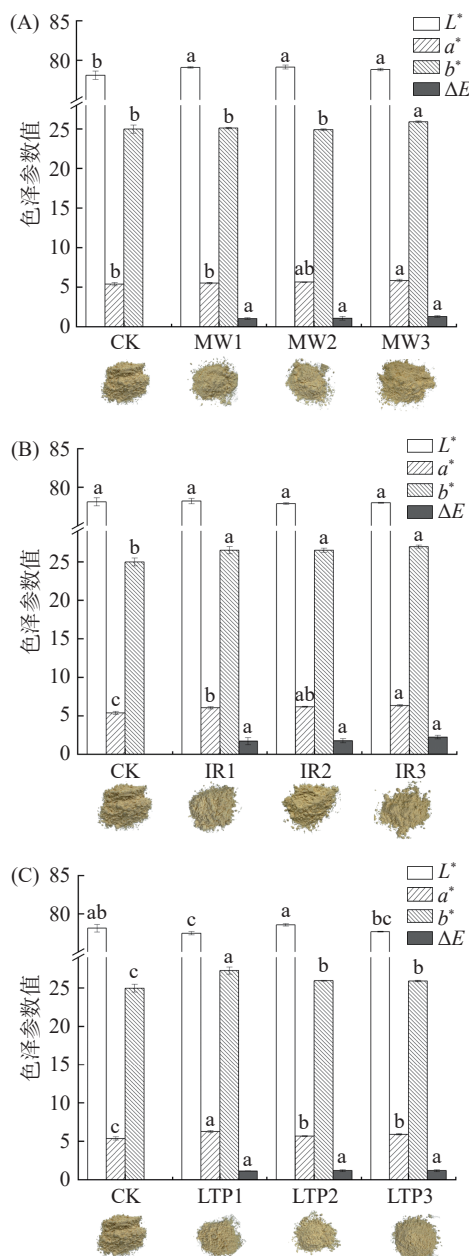 (A)
85
L*
a*
b*
ΔE
b a a a
80
b b b a
25
20
15
10
b b ab a
5
a a a
0
色泽参数值
CK MW1 MW2 MW3
(B)
85
L*
a*
b*
ΔE
a a a a
80
b a a a
25
20
15
10
c b ab a
5
a a a
0
色泽参数值
CK IR1 IR2 IR3
(C)
85
L*
a*
b*
ΔE
ab c a bc
80
c a b b
25
20
15
10
c a b b
5
a a a
0
色泽参数值
CK LTP1 LTP2 LTP3